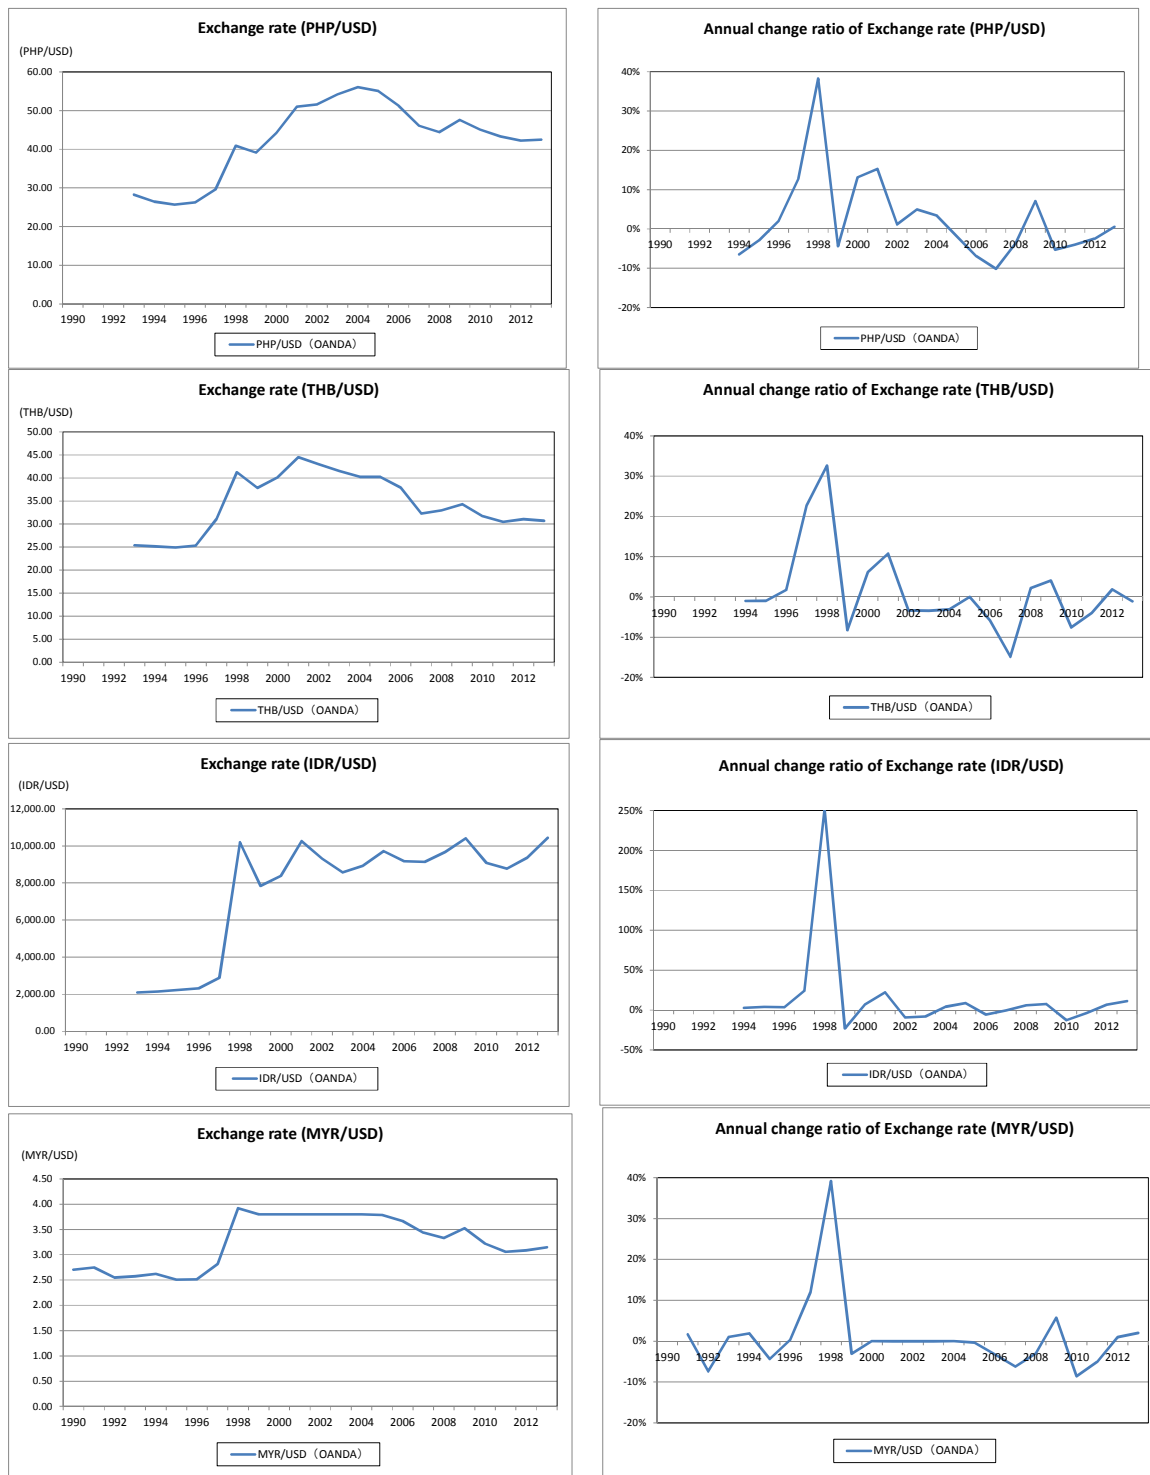 Exchange rate (PHP/USD)
(PHP/USD)
60.00
50.00
40.00
30.00
20.00
10.00
0.00
1990 1992 1994 1996 1998 2000 2002 2004 2006 2008 2010 2012
PHP/USD（OANDA）
Annual change ratio of Exchange rate (PHP/USD)
40%
30%
20%
10%
0%
-10%
-20%
1990 1992 1994 1996 1998 2000 2002 2004 2006 2008 2010 2012
PHP/USD（OANDA）
Exchange rate (THB/USD)
(THB/USD)
50.00
45.00
40.00
35.00
30.00
25.00
20.00
15.00
10.00
5.00
0.00
1990 1992 1994 1996 1998 2000 2002 2004 2006 2008 2010 2012
THB/USD（OANDA）
Annual change ratio of Exchange rate (THB/USD)
40%
30%
20%
10%
0%
-10%
-20%
1990 1992 1994 1996 1998 2000 2002 2004 2006 2008 2010 2012
THB/USD（OANDA）
Exchange rate (IDR/USD)
(IDR/USD)
12,000.00
10,000.00
8,000.00
6,000.00
4,000.00
2,000.00
0.00
1990 1992 1994 1996 1998 2000 2002 2004 2006 2008 2010 2012
IDR/USD（OANDA）
Annual change ratio of Exchange rate (IDR/USD)
250%
200%
150%
100%
50%
0%
-50%
1990 1992 1994 1996 1998 2000 2002 2004 2006 2008 2010 2012
IDR/USD（OANDA）
Exchange rate (MYR/USD)
(MYR/USD)
4.50
4.00
3.50
3.00
2.50
2.00
1.50
1.00
0.50
0.00
1990 1992 1994 1996 1998 2000 2002 2004 2006 2008 2010 2012
MYR/USD（OANDA）
Annual change ratio of Exchange rate (MYR/USD)
40%
30%
20%
10%
0%
-10%
-20%
1990 1992 1994 1996 1998 2000 2002 2004 2006 2008 2010 2012
MYR/USD（OANDA）